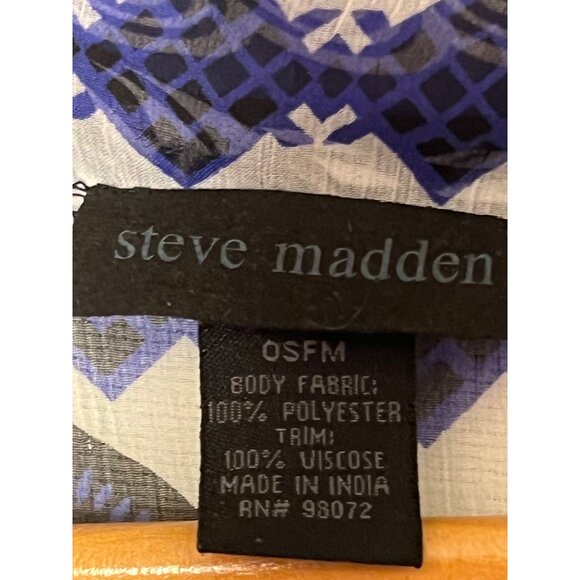 steve madden
OSFM
BODY FABRIC:
100% POLYESTER
TRIM:
100% VISCOSE
MADE IN INDIA
RN# 98072